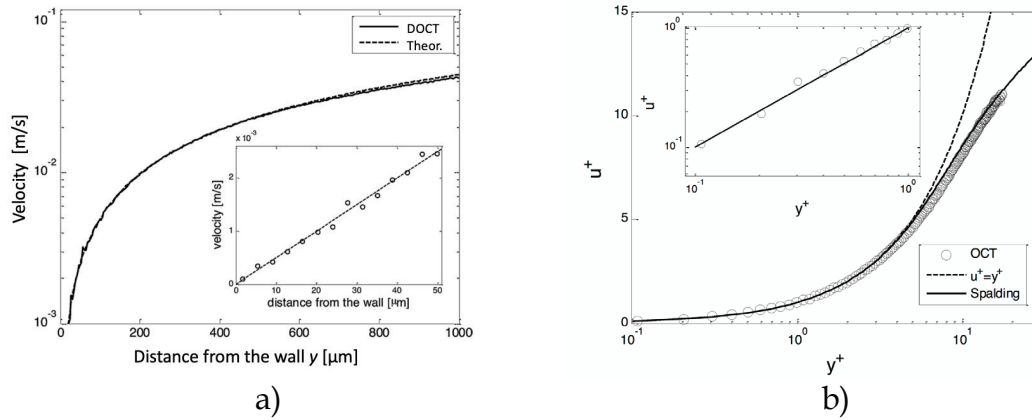 a)
10⁻¹
10⁻²
10⁻³
Velocity [m/s]
DOCT
Theor.
0
200
400
600
800
1000
Distance from the wall y [µm]
x 10⁻³
2
1
0
velocity [m/s]
0
10
20
30
40
50
distance from the wall [µm
b)
15
10
5
0
u⁺
10⁻¹
10⁰
10¹
y⁺
10⁰
10⁻¹
u⁺
10⁻¹
10⁰
y⁺
OCT
u⁺=y⁺
Spalding